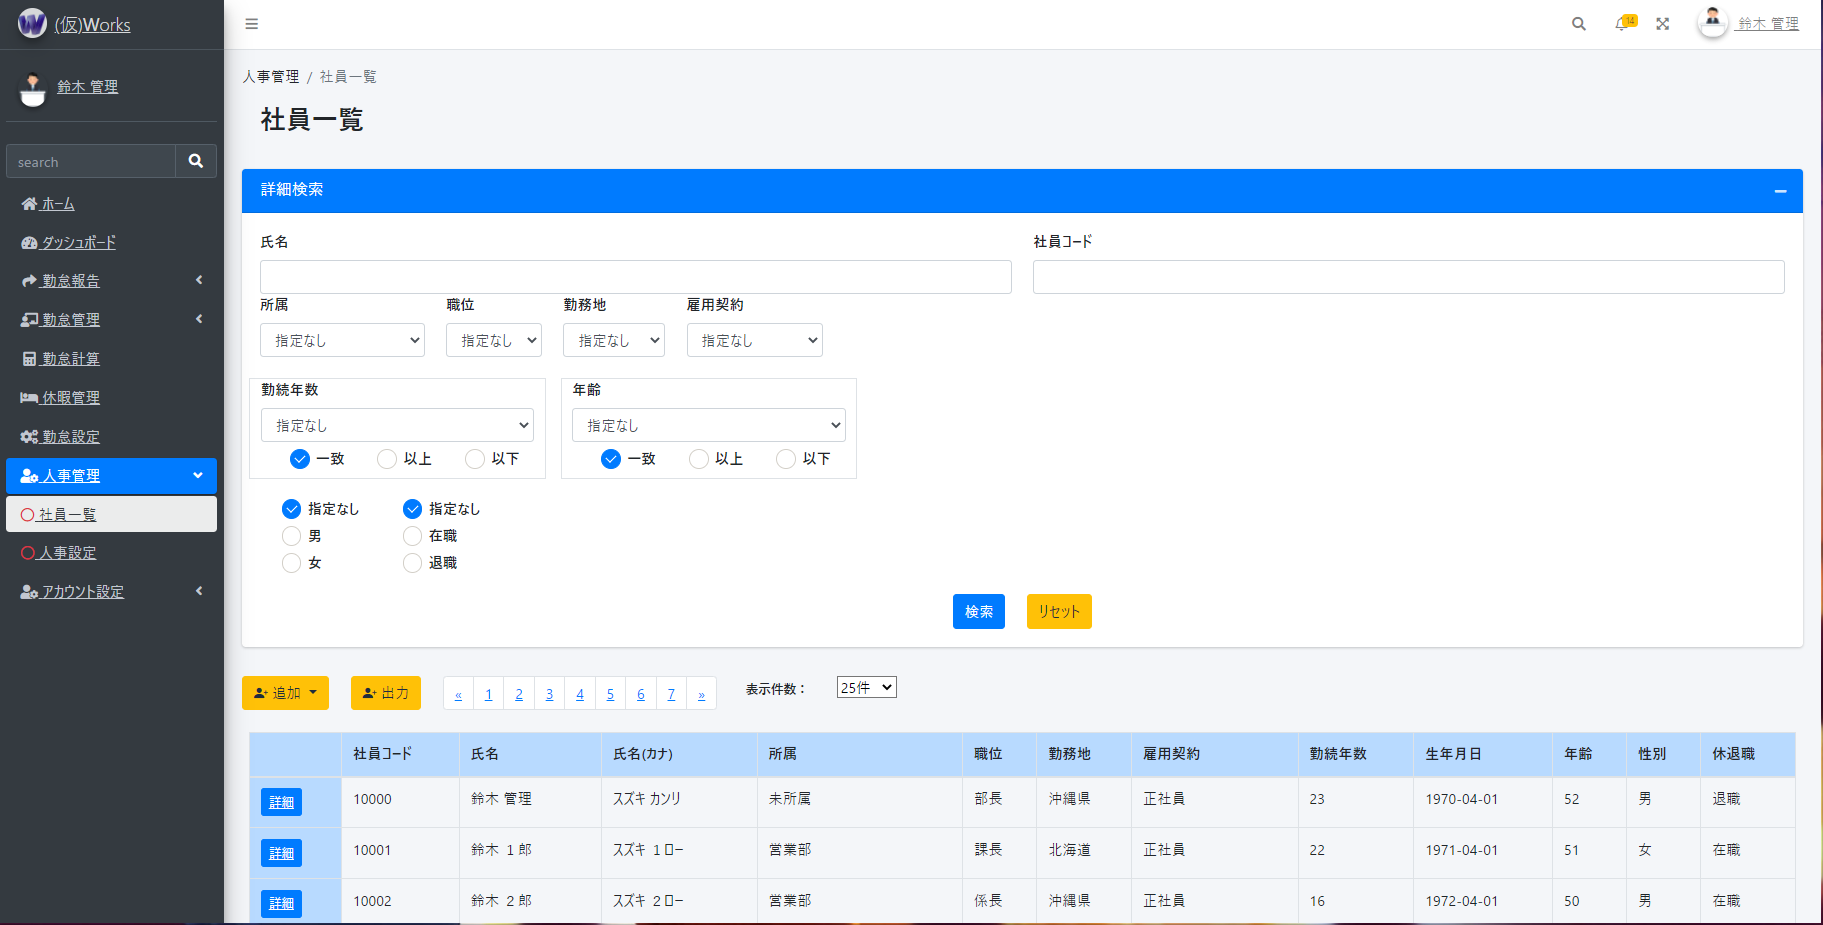 (仮)Works
鈴木 管理
search
ホーム
ダッシュボード
勤怠報告
勤怠管理
勤怠計算
休暇管理
勤怠設定
人事管理
社員一覧
人事設定
アカウント設定
14
鈴木 管理
人事管理 / 社員一覧
社員一覧
詳細検索
氏名 社員コード
所属 職位 勤務地 雇用契約
指定なし 指定なし 指定なし 指定なし
勤続年数 年齢
指定なし 指定なし
一致 以上 以下 一致 以上 以下
指定なし 指定なし
男 在職
女 退職
検索 リセット
追加 出力 « 1 2 3 4 5 6 7 » 表示件数： 25件
社員コード 氏名 氏名(カナ) 所属 職位 勤務地 雇用契約 勤続年数 生年月日 年齢 性別 休退職
詳細 10000 鈴木 管理 スズキ カンリ 未所属 部長 沖縄県 正社員 23 1970-04-01 52 男 退職
詳細 10001 鈴木 １郎 スズキ １ロー 営業部 課長 北海道 正社員 22 1971-04-01 51 女 在職
詳細 10002 鈴木 ２郎 スズキ ２ロー 営業部 係長 沖縄県 正社員 16 1972-04-01 50 男 在職